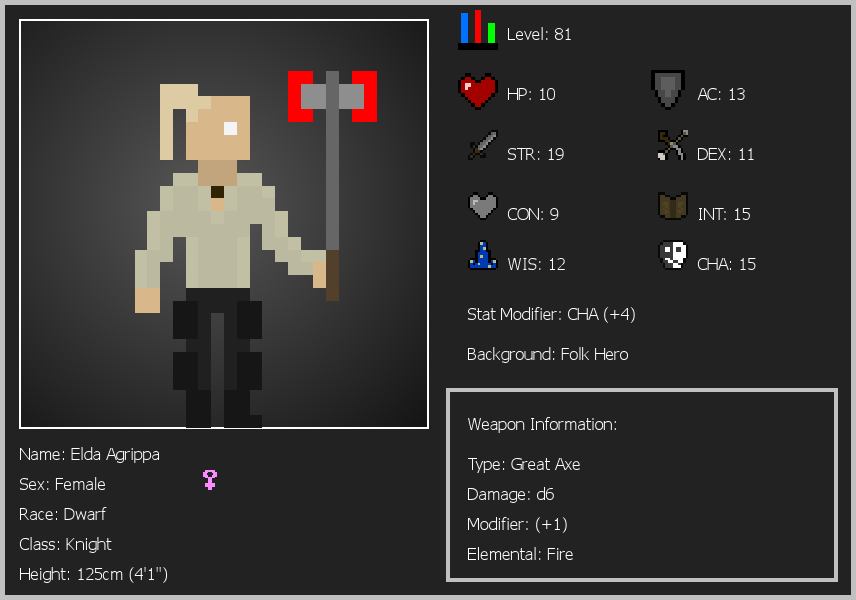 Level: 81
HP: 10
AC: 13
STR: 19
DEX: 11
CON: 9
INT: 15
WIS: 12
CHA: 15
Stat Modifier: CHA (+4)
Background: Folk Hero
Weapon Information:
Type: Great Axe
Damage: d6
Modifier: (+1)
Elemental: Fire
Name: Elda Agrippa
Sex: Female
Race: Dwarf
Class: Knight
Height: 125cm (4'1")